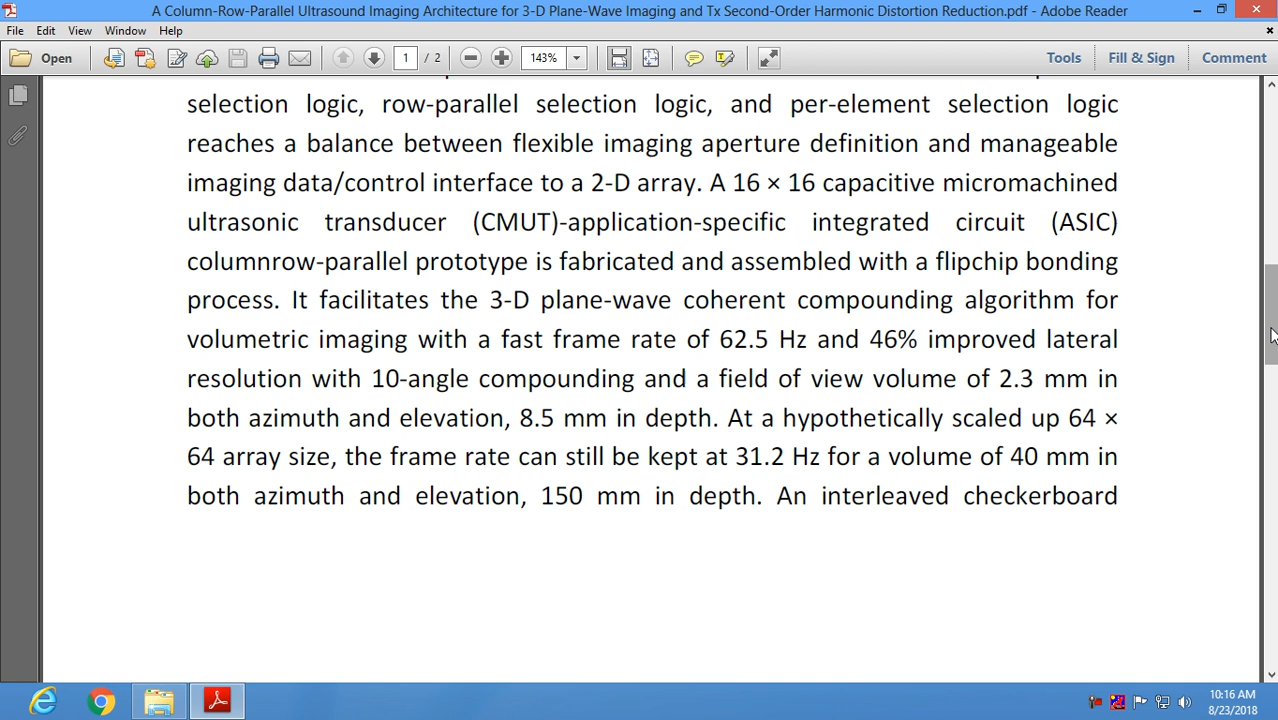 A Column-Row-Parallel Ultrasound Imaging Architecture for 3-D Plane-Wave Imaging and Tx Second-Order Harmonic Distortion Reduction.pdf - Adobe Reader
File Edit View Window Help
Open 1 / 2 143% Tools Fill & Sign Comment
selection logic, row-parallel selection logic, and per-element selection logic
reaches a balance between flexible imaging aperture definition and manageable
imaging data/control interface to a 2-D array. A 16 × 16 capacitive micromachined
ultrasonic transducer (CMUT)-application-specific integrated circuit (ASIC)
columnrow-parallel prototype is fabricated and assembled with a flipchip bonding
process. It facilitates the 3-D plane-wave coherent compounding algorithm for
volumetric imaging with a fast frame rate of 62.5 Hz and 46% improved lateral
resolution with 10-angle compounding and a field of view volume of 2.3 mm in
both azimuth and elevation, 8.5 mm in depth. At a hypothetically scaled up 64 ×
64 array size, the frame rate can still be kept at 31.2 Hz for a volume of 40 mm in
both azimuth and elevation, 150 mm in depth. An interleaved checkerboard
10:16 AM
8/23/2018